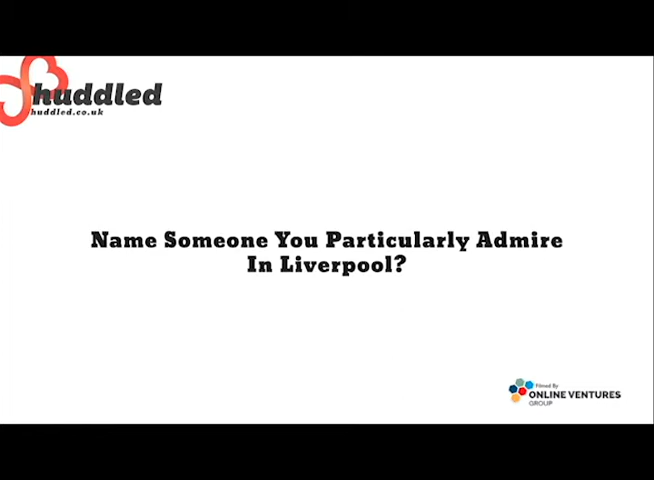 huddled
huddled.co.uk
Name Someone You Particularly Admire
In Liverpool?
Filmed By
ONLINE VENTURES
GROUP